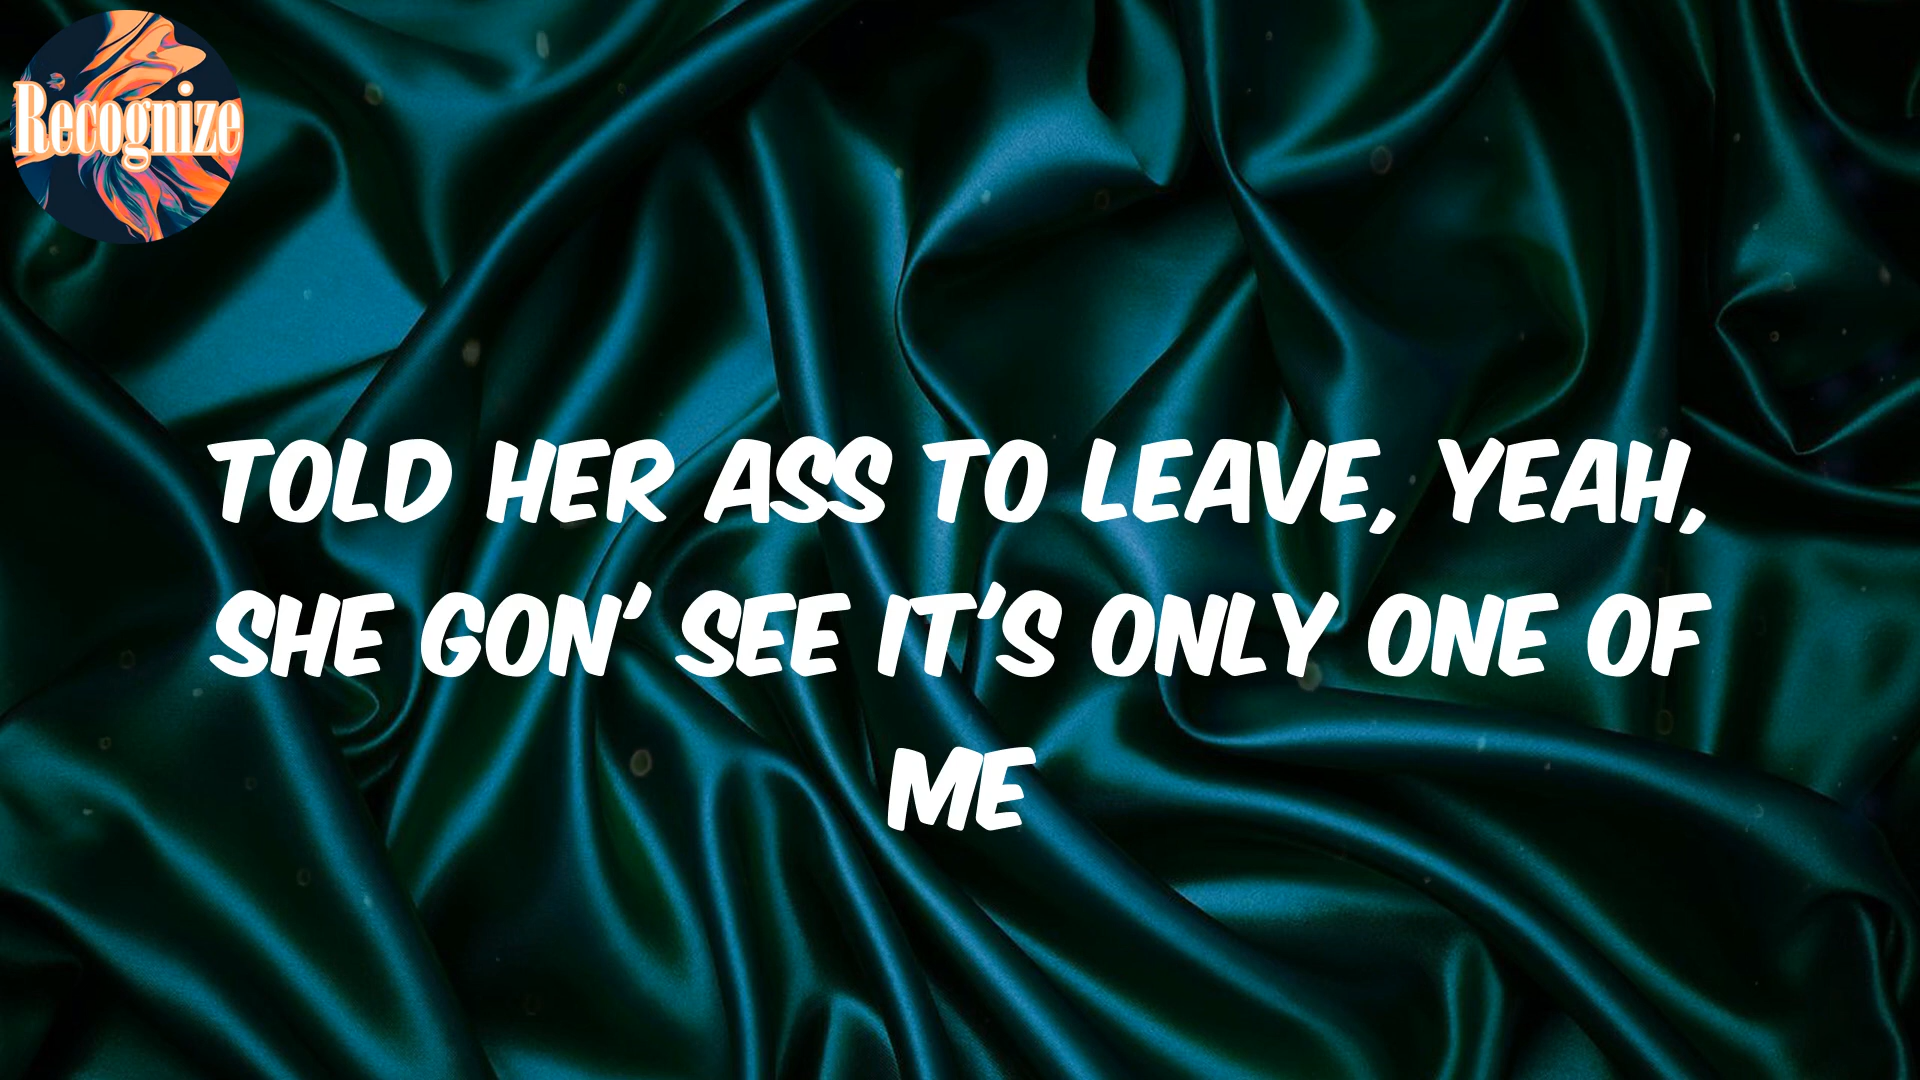 Recognize
TOLD HER ASS TO LEAVE, YEAH,
SHE GON' SEE IT'S ONLY ONE OF
ME